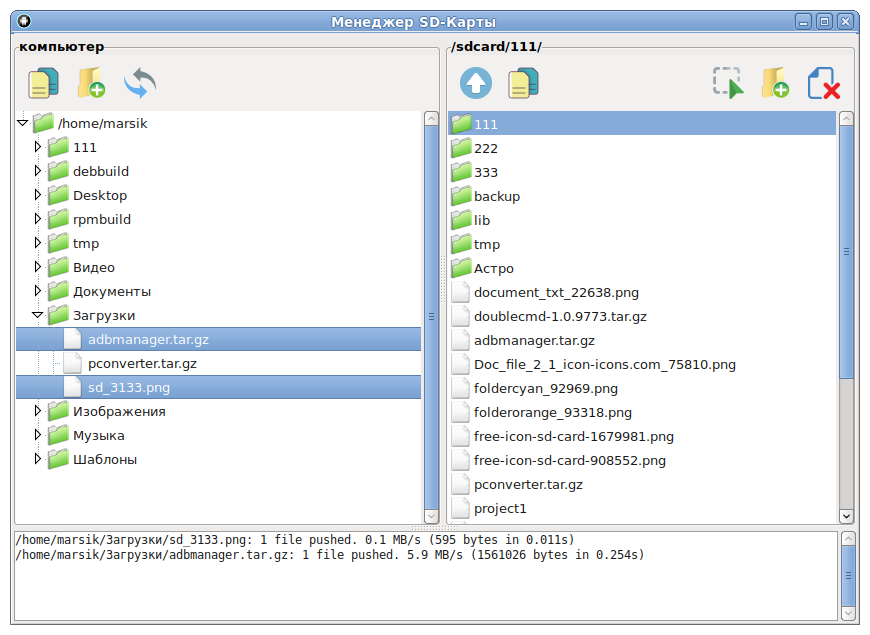 Менеджер SD-Карты
компьютер
/home/marsik
111
debbuild
Desktop
rpmbuild
tmp
Видео
Документы
Загрузки
adbmanager.tar.gz
pconverter.tar.gz
sd_3133.png
Изображения
Музыка
Шаблоны
/sdcard/111/
111
222
333
backup
lib
tmp
Астро
document_txt_22638.png
doublecmd-1.0.9773.tar.gz
adbmanager.tar.gz
Doc_file_2_1_icon-icons.com_75810.png
foldercyan_92969.png
folderorange_93318.png
free-icon-sd-card-1679981.png
free-icon-sd-card-908552.png
pconverter.tar.gz
project1
/home/marsik/Загрузки/sd_3133.png: 1 file pushed. 0.1 MB/s (595 bytes in 0.011s)
/home/marsik/Загрузки/adbmanager.tar.gz: 1 file pushed. 5.9 MB/s (1561026 bytes in 0.254s)